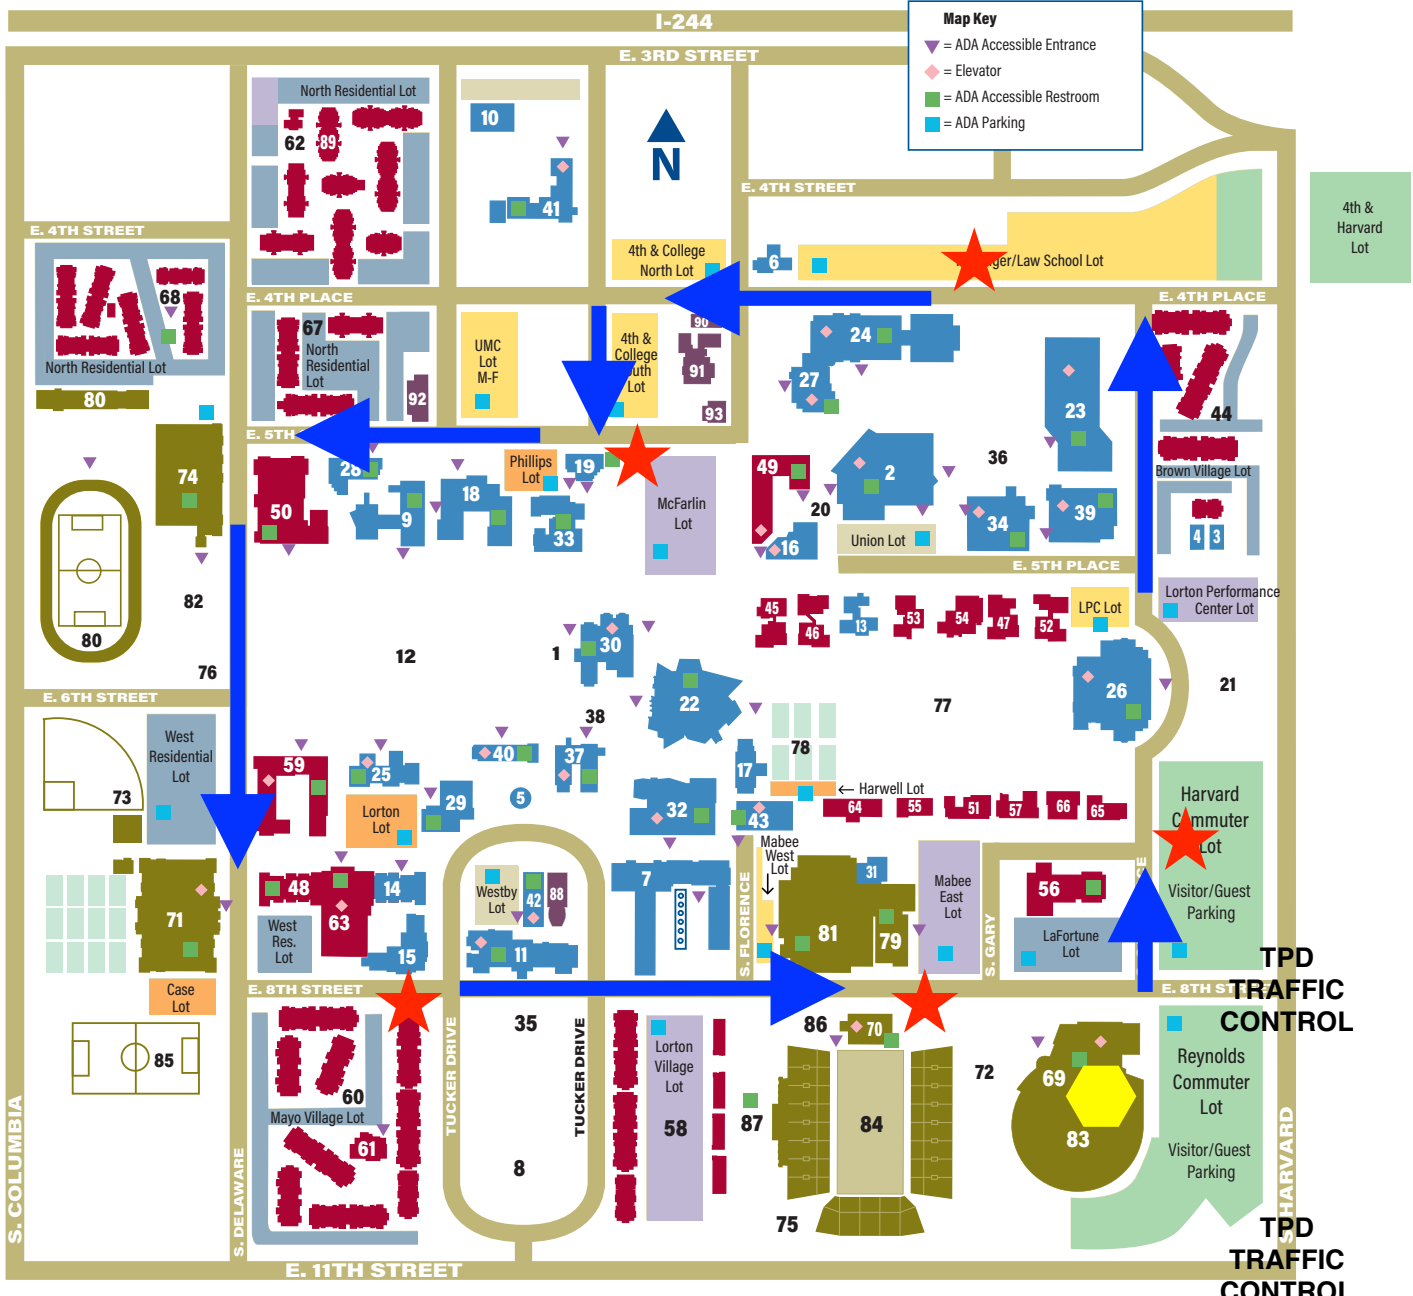 I-244
E. 3RD STREET
Map Key
= ADA Accessible Entrance
= Elevator
= ADA Accessible Restroom
= ADA Parking
North Residential Lot
62
89
10
41
N
E. 4TH STREET
4th &
Harvard
Lot
E. 4TH STREET
4th & College
North Lot
6
ger/Law School Lot
68
North Residential Lot
E. 4TH PLACE
E. 4TH PLACE
67
North
Residential
Lot
92
UMC
Lot
M-F
4th &
College
uth
Lot
90
91
93
24
27
23
44
80
E. 5TH
Brown Village Lot
74
50
28
9
18
Phillips
Lot
19
33
McFarlin
Lot
49
20
16
2
36
Union Lot
34
39
4
3
E. 5TH PLACE
82
80
76
12
1
30
38
22
45
46
13
53
54
47
52
LPC Lot
Lorton Performance
Center Lot
26
21
77
E. 6TH STREET
West
Residential
Lot
73
59
25
Lorton
Lot
29
40
37
5
17
78
Harwell Lot
32
43
64
55
51
57
66
65
Harvard
Commuter
Lot
Visitor/Guest
Parking
71
48
63
14
15
West
Res.
Lot
Westby
Lot
42
88
11
7
S. FLORENCE
Mabee
West
Lot
31
81
79
Mabee
East
Lot
S. GARY
56
LaFortune
Lot
TPD
TRAFFIC
CONTROL
Case
Lot
E. 8TH STREET
E. 8TH STR
85
60
Mayo Village Lot
61
TUCKER DRIVE
35
8
TUCKER DRIVE
Lorton
Village
Lot
58
87
86
70
84
75
72
69
83
Reynolds
Commuter
Lot
Visitor/Guest
Parking
S. COLUMBIA
S. DELAWARE
S. HARVARD
TPD
TRAFFIC
CONTROL
E. 11TH STREET